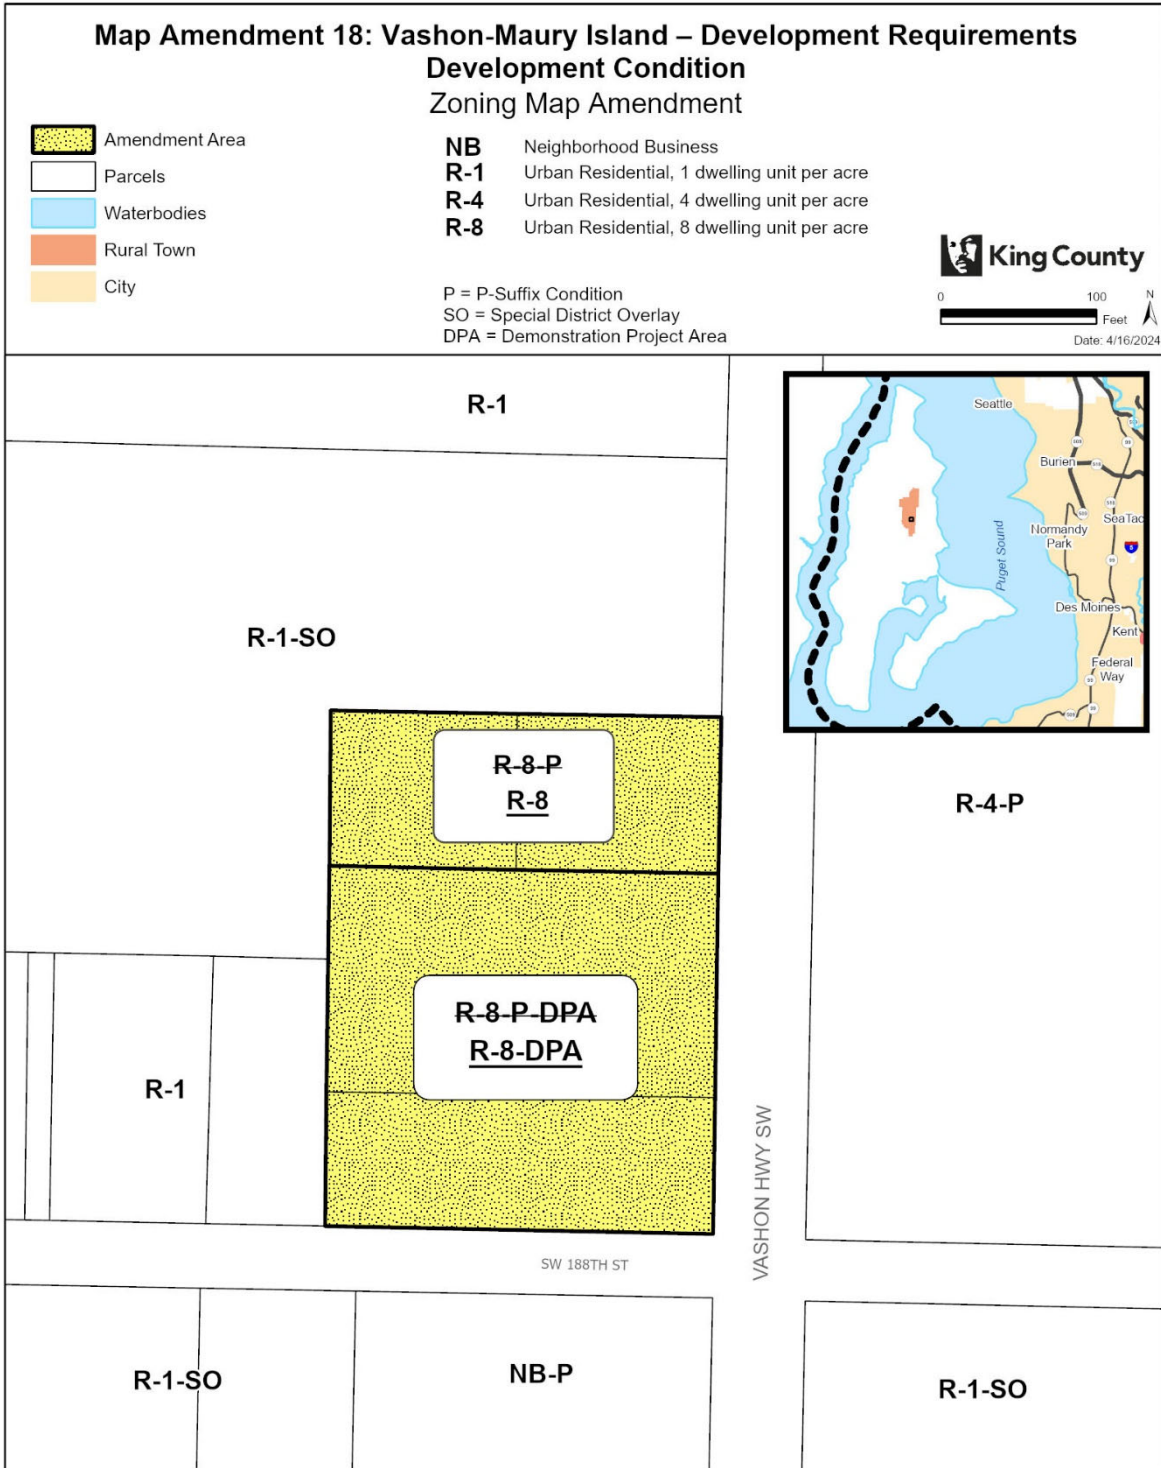 Map Amendment 18: Vashon-Maury Island – Development Requirements
Development Condition
Zoning Map Amendment
Amendment Area
Parcels
Waterbodies
Rural Town
City
NB Neighborhood Business
R-1 Urban Residential, 1 dwelling unit per acre
R-4 Urban Residential, 4 dwelling unit per acre
R-8 Urban Residential, 8 dwelling unit per acre
P = P-Suffix Condition
SO = Special District Overlay
DPA = Demonstration Project Area
King County
0 100
Feet
N
Date: 4/16/2024
R-1
Seattle
Burien
Normandy
Park
SeaTac
Puget Sound
Des Moines
Kent
Federal
Way
R-1-SO
R-8-P
R-8
R-4-P
R-8-P-DPA
R-8-DPA
R-1
VASHON HWY SW
SW 188TH ST
R-1-SO
NB-P
R-1-SO